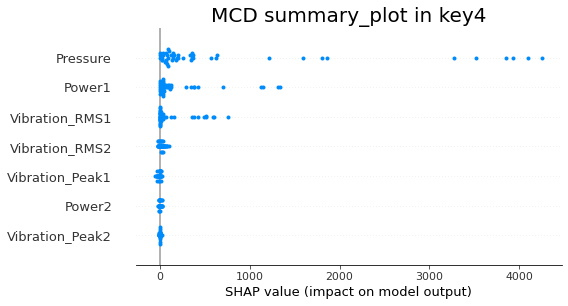 MCD summary_plot in key4
Pressure
Power1
Vibration_RMS1
Vibration_RMS2
Vibration_Peak1
Power2
Vibration_Peak2
0 1000 2000 3000 4000
SHAP value (impact on model output)